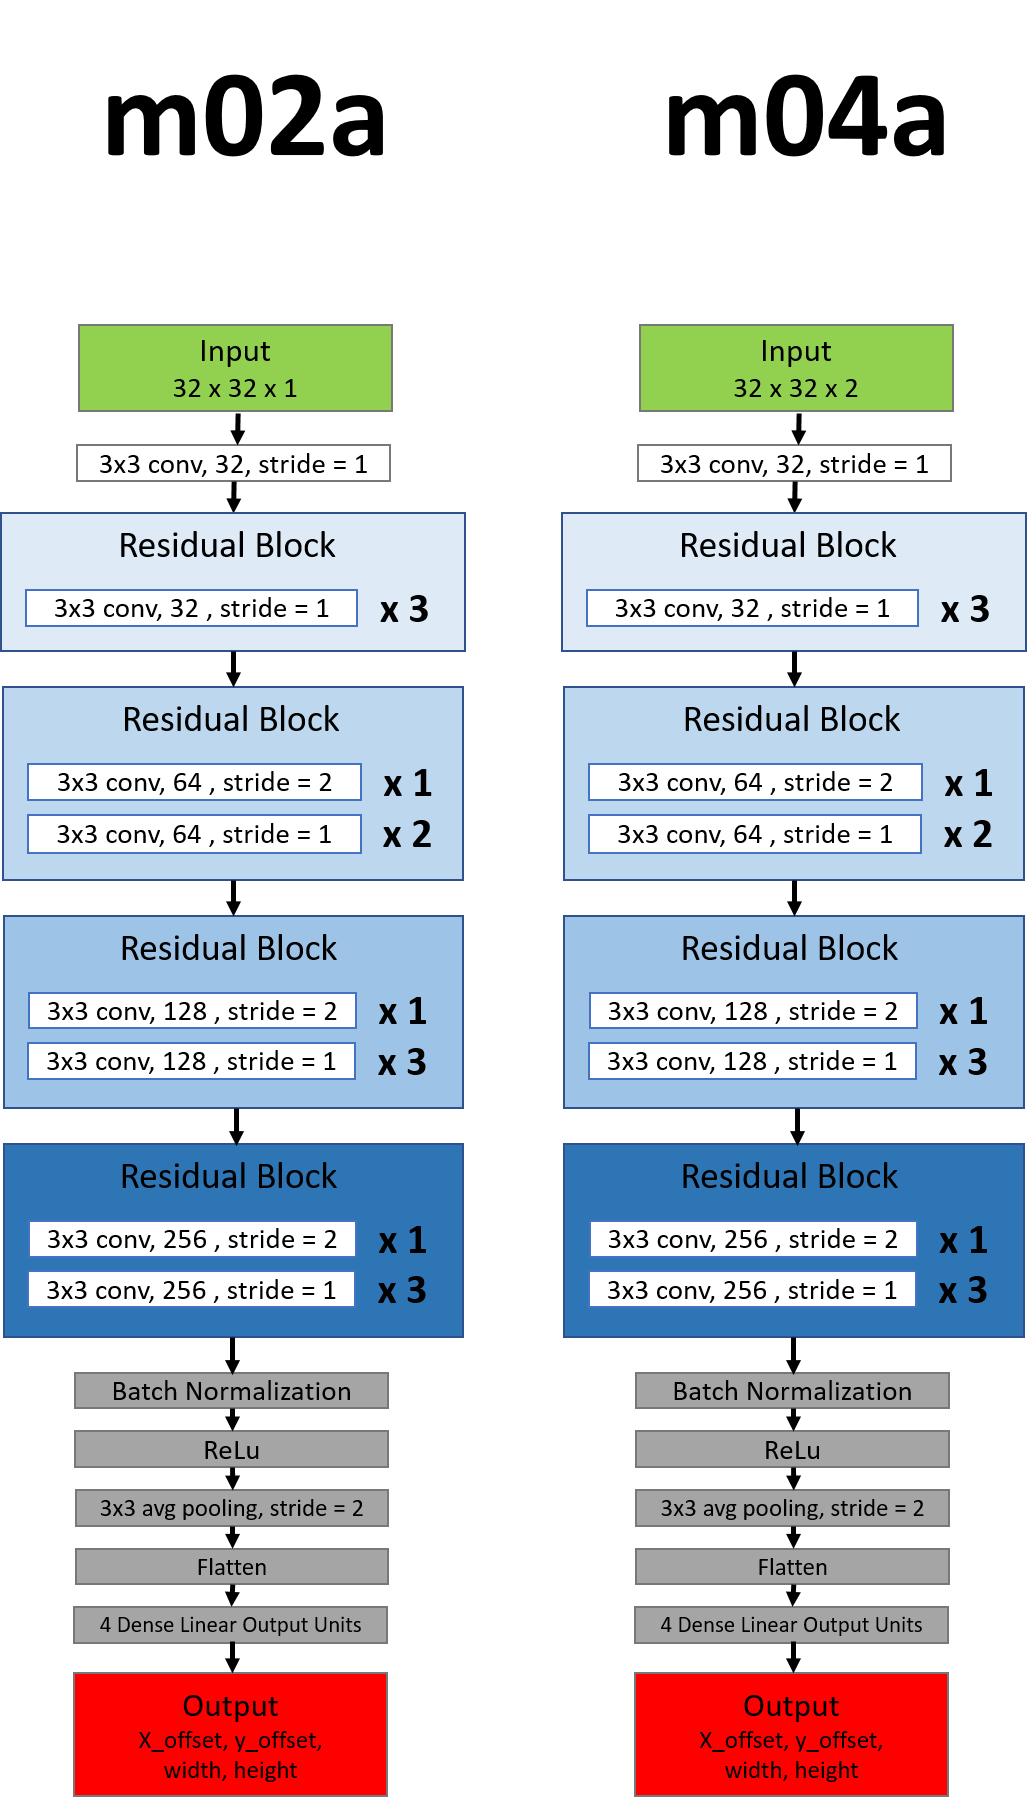 m02a
Input
32 x 32 x 1
3x3 conv, 32, stride = 1
Residual Block
3x3 conv, 32 , stride = 1 x 3
Residual Block
3x3 conv, 64 , stride = 2 x 1
3x3 conv, 64 , stride = 1 x 2
Residual Block
3x3 conv, 128 , stride = 2 x 1
3x3 conv, 128 , stride = 1 x 3
Residual Block
3x3 conv, 256 , stride = 2 x 1
3x3 conv, 256 , stride = 1 x 3
Batch Normalization
ReLu
3x3 avg pooling, stride = 2
Flatten
4 Dense Linear Output Units
Output
X_offset, y_offset,
width, height
m04a
Input
32 x 32 x 2
3x3 conv, 32, stride = 1
Residual Block
3x3 conv, 32 , stride = 1 x 3
Residual Block
3x3 conv, 64 , stride = 2 x 1
3x3 conv, 64 , stride = 1 x 2
Residual Block
3x3 conv, 128 , stride = 2 x 1
3x3 conv, 128 , stride = 1 x 3
Residual Block
3x3 conv, 256 , stride = 2 x 1
3x3 conv, 256 , stride = 1 x 3
Batch Normalization
ReLu
3x3 avg pooling, stride = 2
Flatten
4 Dense Linear Output Units
Output
X_offset, y_offset,
width, height